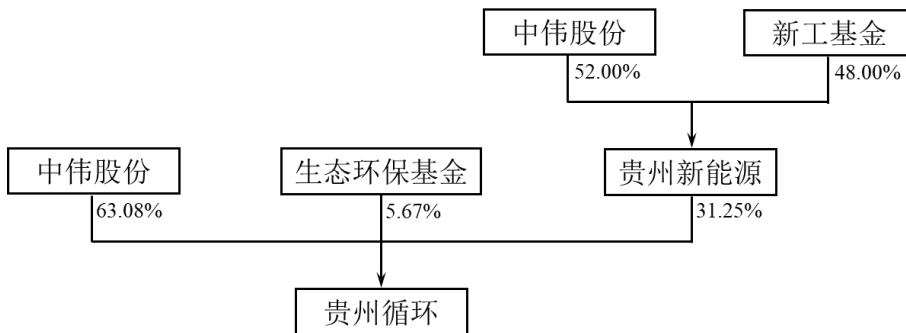 中伟股份 新工基金
52.00% 48.00%
中伟股份 生态环保基金 贵州新能源
63.08% 5.67% 31.25%
贵州循环